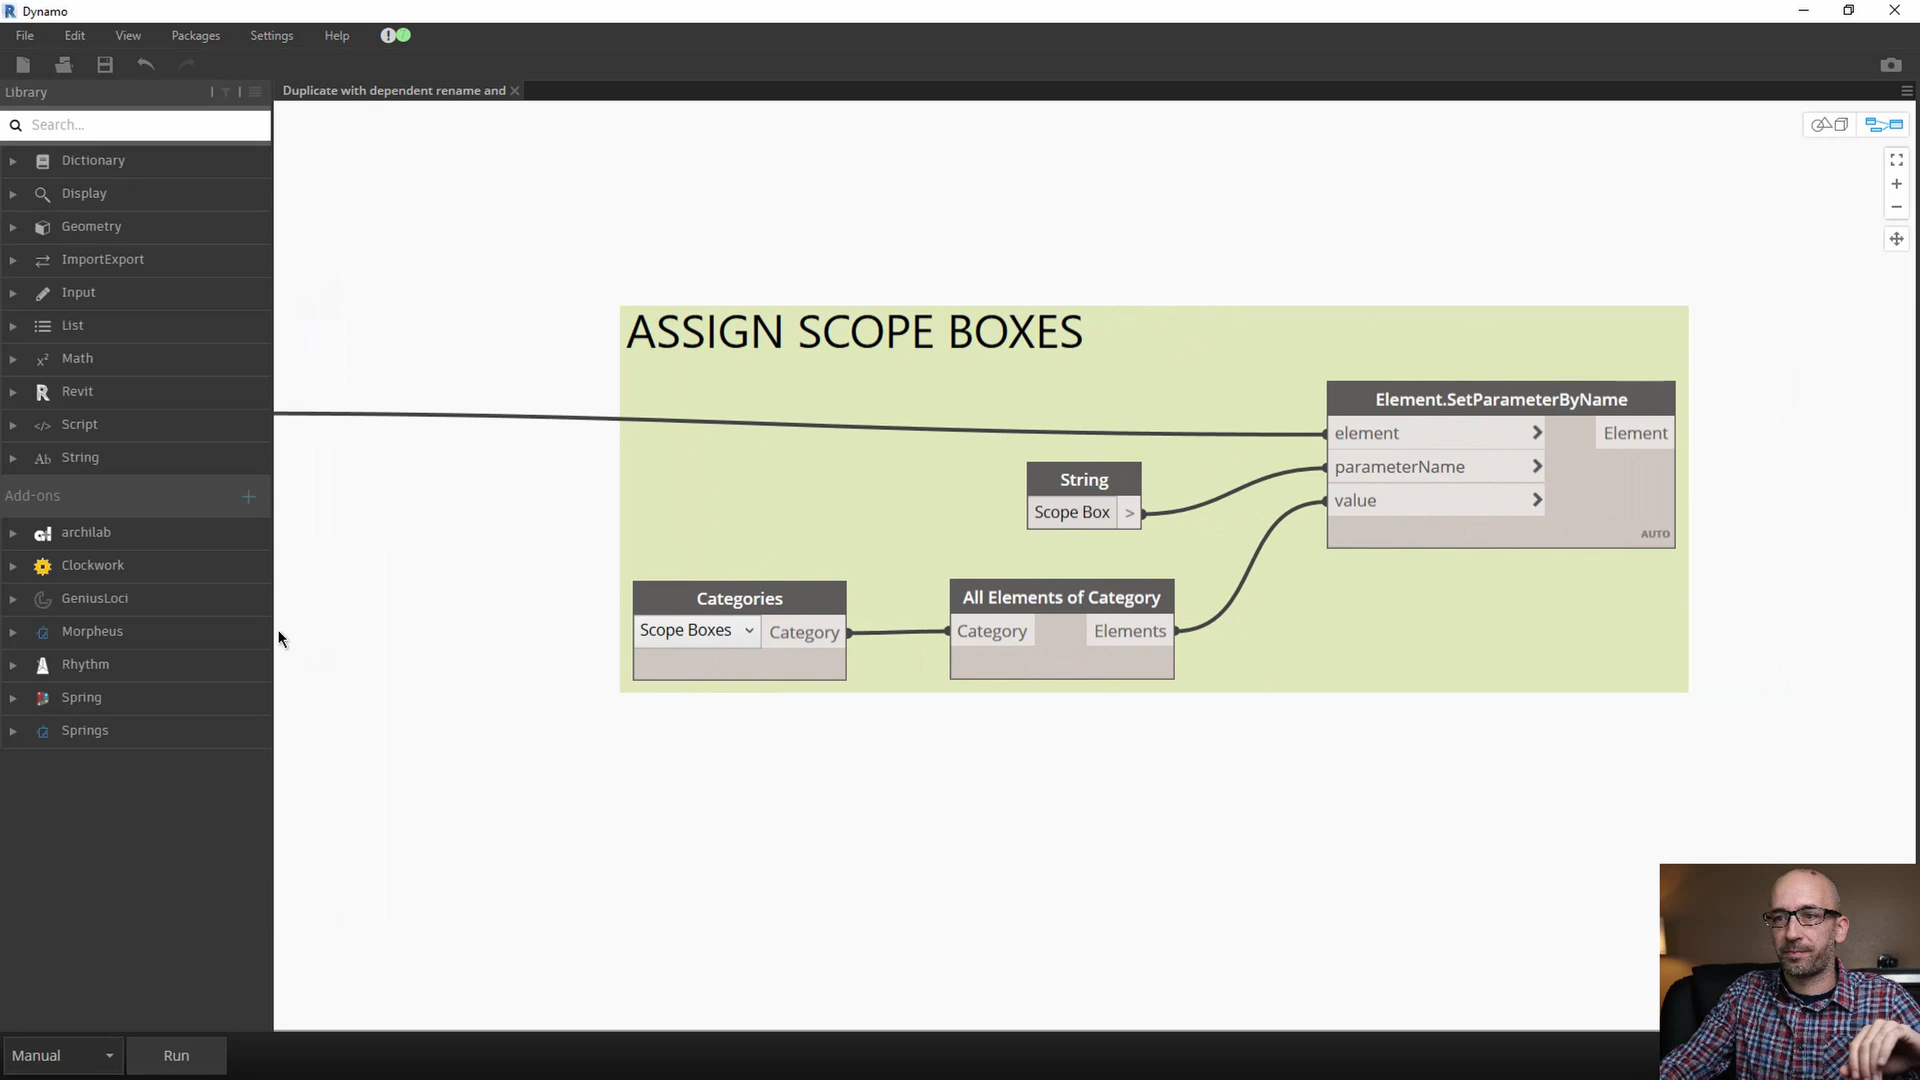 Dynamo
File Edit View Packages Settings Help
Library
Duplicate with dependent rename and
Search...
Dictionary
Display
Geometry
ImportExport
Input
List
Math
Revit
Script
String
Add-ons
archilab
Clockwork
GeniusLoci
Morpheus
Rhythm
Spring
Springs
ASSIGN SCOPE BOXES
Element.SetParameterByName
element > Element
parameterName >
value >
AUTO
String
Scope Box >
Categories
Scope Boxes Category
All Elements of Category
Category Elements
Manual Run